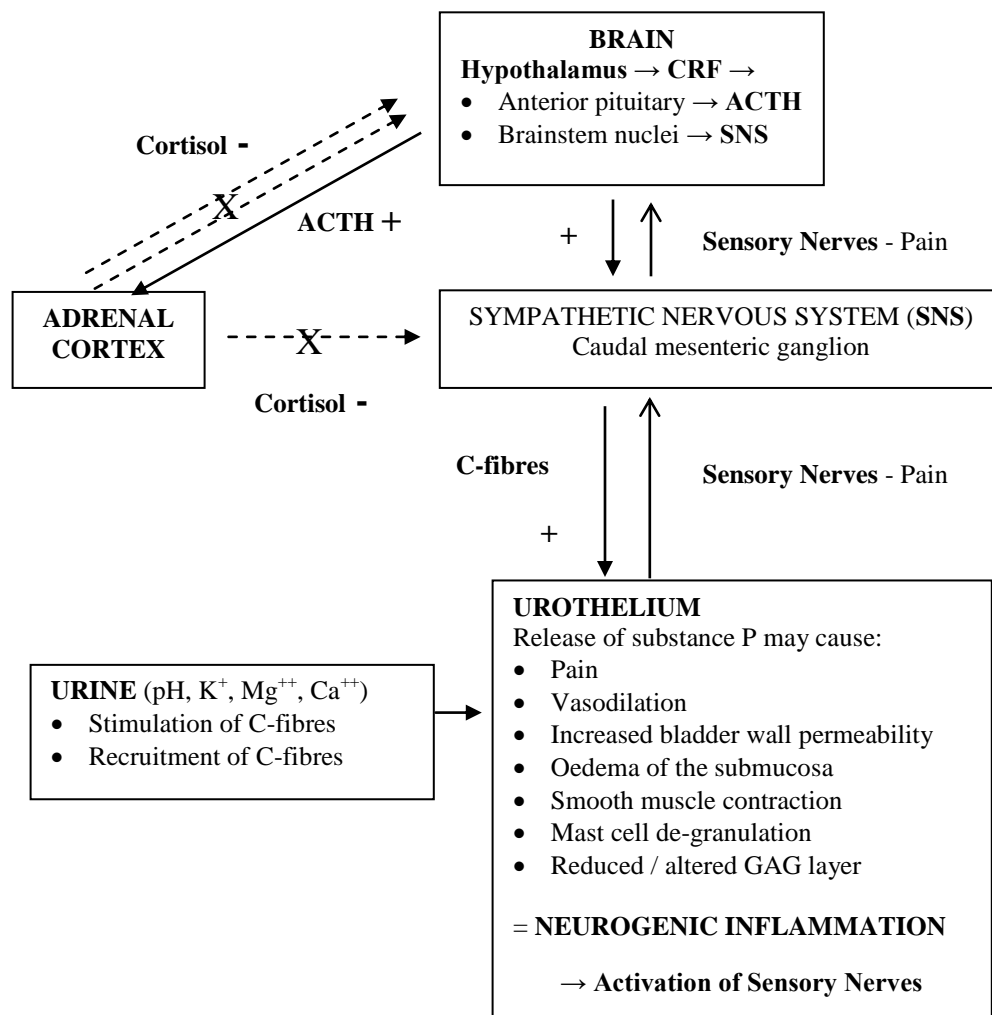 BRAIN
Hypothalamus → CRF →
• Anterior pituitary → ACTH
• Brainstem nuclei → SNS
Cortisol -
X
ACTH +
+
Sensory Nerves - Pain
ADRENAL
CORTEX
X
Cortisol -
SYMPATHETIC NERVOUS SYSTEM (SNS)
Caudal mesenteric ganglion
C-fibres
Sensory Nerves - Pain
+
URINE (pH, K⁺, Mg⁺⁺, Ca⁺⁺)
• Stimulation of C-fibres
• Recruitment of C-fibres
UROTHELIUM
Release of substance P may cause:
• Pain
• Vasodilation
• Increased bladder wall permeability
• Oedema of the submucosa
• Smooth muscle contraction
• Mast cell de-granulation
• Reduced / altered GAG layer
= NEUROGENIC INFLAMMATION
→ Activation of Sensory Nerves